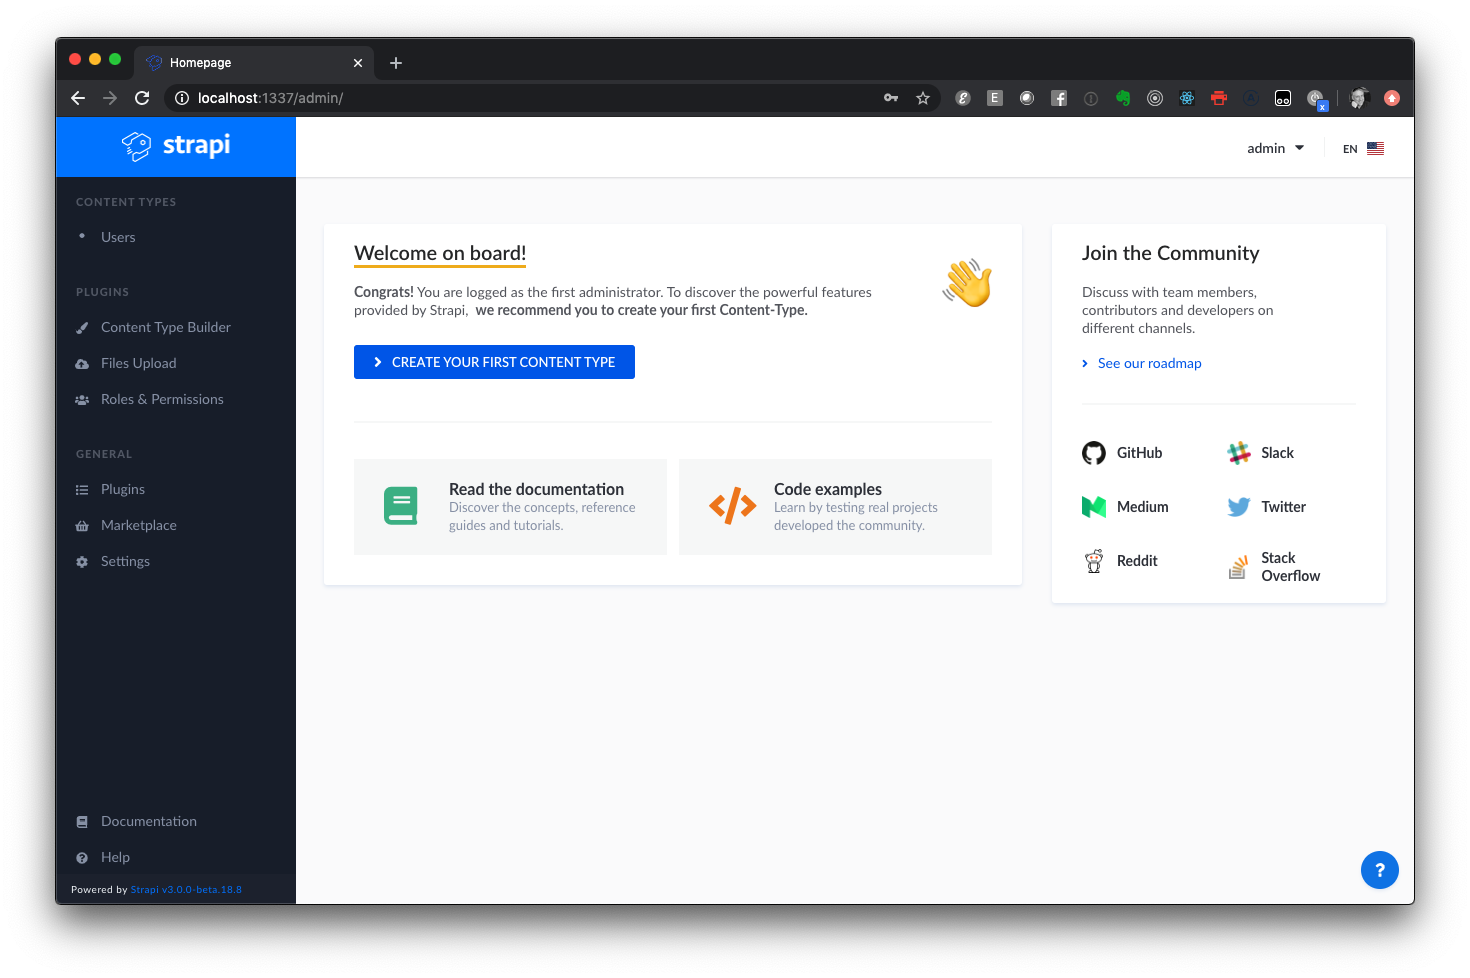 Homepage
localhost:1337/admin/
E
strapi
admin
EN
CONTENT TYPES
Users
PLUGINS
Content Type Builder
Files Upload
Roles & Permissions
GENERAL
Plugins
Marketplace
Settings
Documentation
Help
Powered by Strapi v3.0.0-beta.18.8
Welcome on board!
Congrats! You are logged as the first administrator. To discover the powerful features
provided by Strapi, we recommend you to create your first Content-Type.
CREATE YOUR FIRST CONTENT TYPE
Read the documentation
Discover the concepts, reference
guides and tutorials.
Code examples
Learn by testing real projects
developed the community.
Join the Community
Discuss with team members,
contributors and developers on
different channels.
See our roadmap
GitHub
Slack
Medium
Twitter
Reddit
Stack
Overflow
?